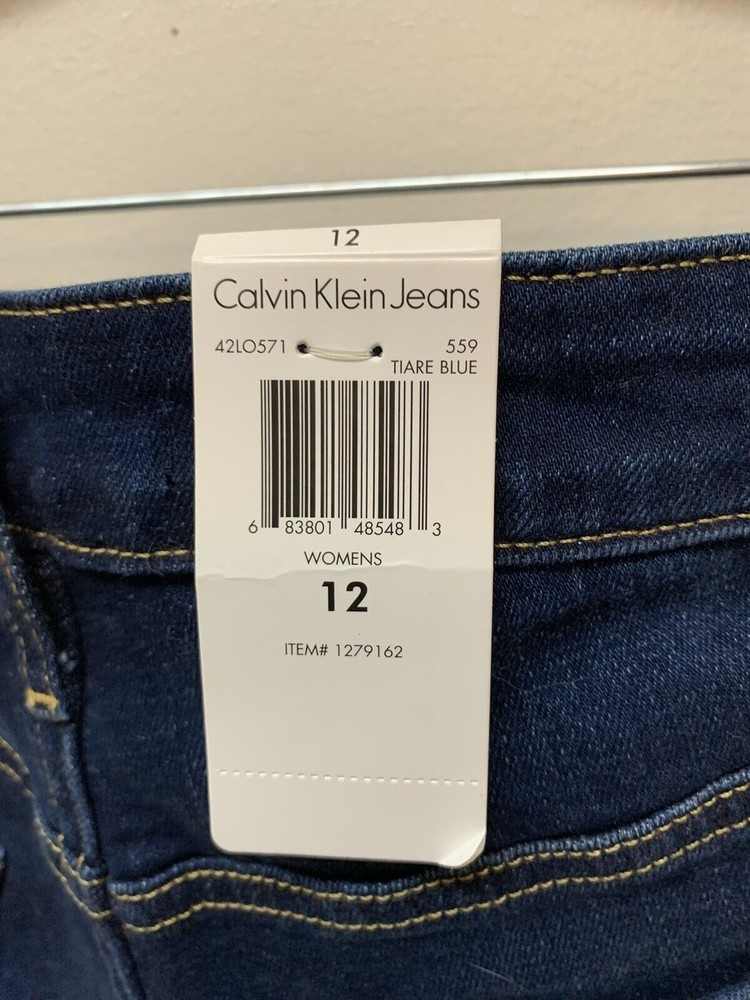 12
Calvin Klein Jeans
42LO571 559
TIARE BLUE
6 83801 48548 3
WOMENS
12
ITEM# 1279162